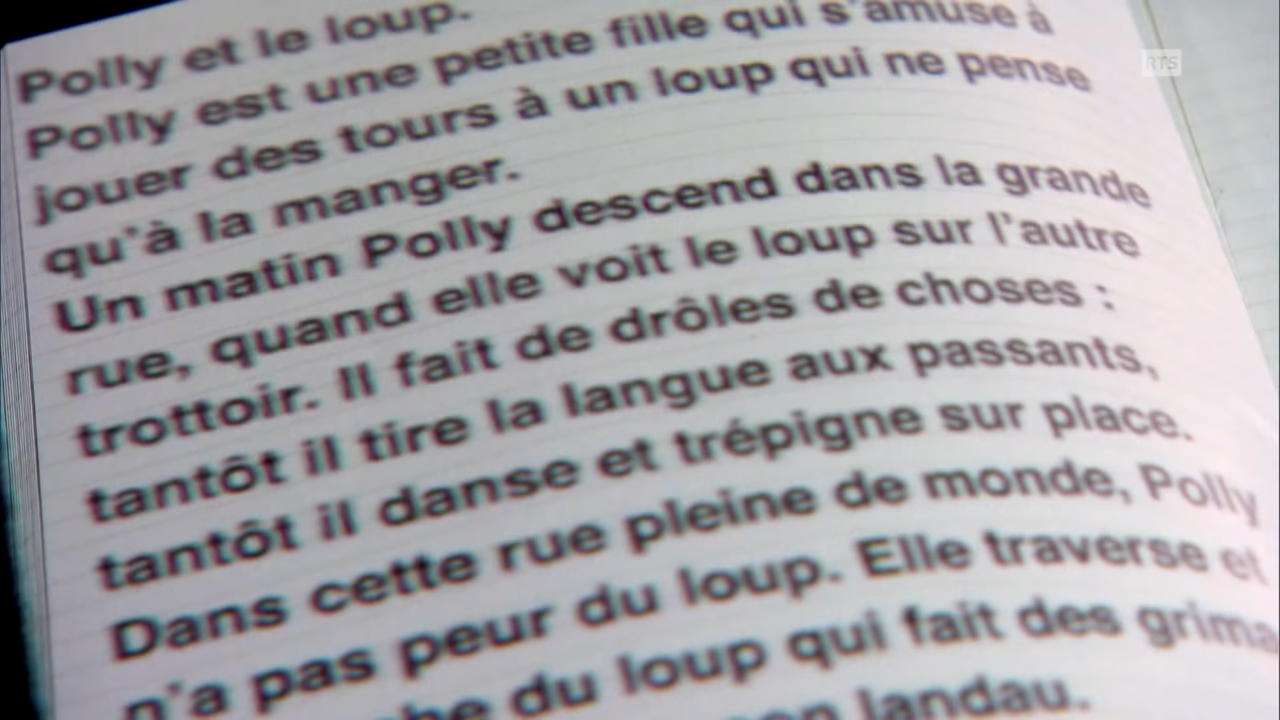 Polly et le loup.
Polly est une petite fille qui s'amuse à
jouer des tours à un loup qui ne pense
qu'à la manger.
Un matin Polly descend dans la grande
rue, quand elle voit le loup sur l'autre
trottoir. Il fait de drôles de choses :
tantôt il tire la langue aux passants,
tantôt il danse et trépigne sur place.
Dans cette rue pleine de monde, Polly
n'a pas peur du loup. Elle traverse et
du loup qui fait des grima
landau.
RTS